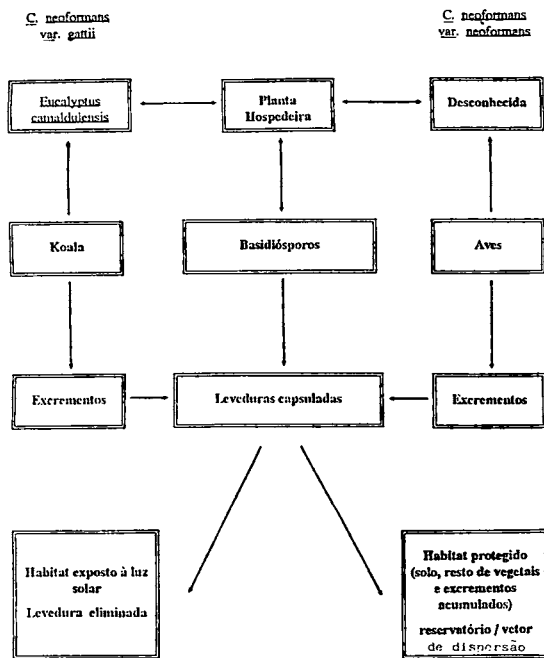 C. neoformans
var. gattii
C. neoformans
var. neoformans
Eucalyptus
camaldulensis
Planta
Hospedeira
Desconhecida
Koala
Basidiósporos
Aves
Excrementos
Leveduras capsuladas
Excrementos
Habitat exposto à luz
solar
Levedura eliminada
Habitat protegido
(solo, resto de vegetais
e excrementos
acumulados)
reservatório / vetor
de dispersão